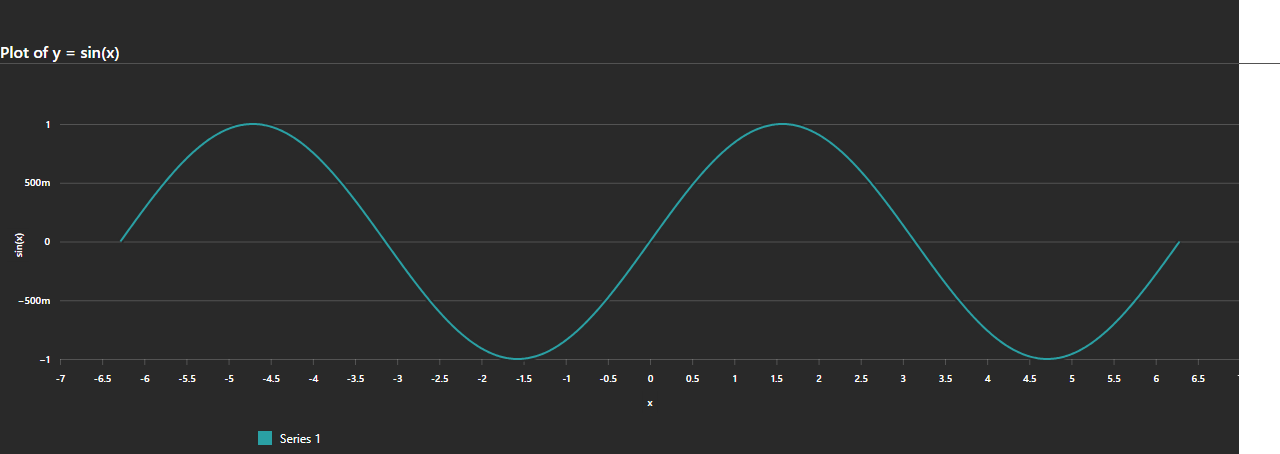 Plot of y = sin(x)
1
500m
0
−500m
−1
sin(x)
-7 -6.5 -6 -5.5 -5 -4.5 -4 -3.5 -3 -2.5 -2 -1.5 -1 -0.5 0 0.5 1 1.5 2 2.5 3 3.5 4 4.5 5 5.5 6 6.5
x
Series 1